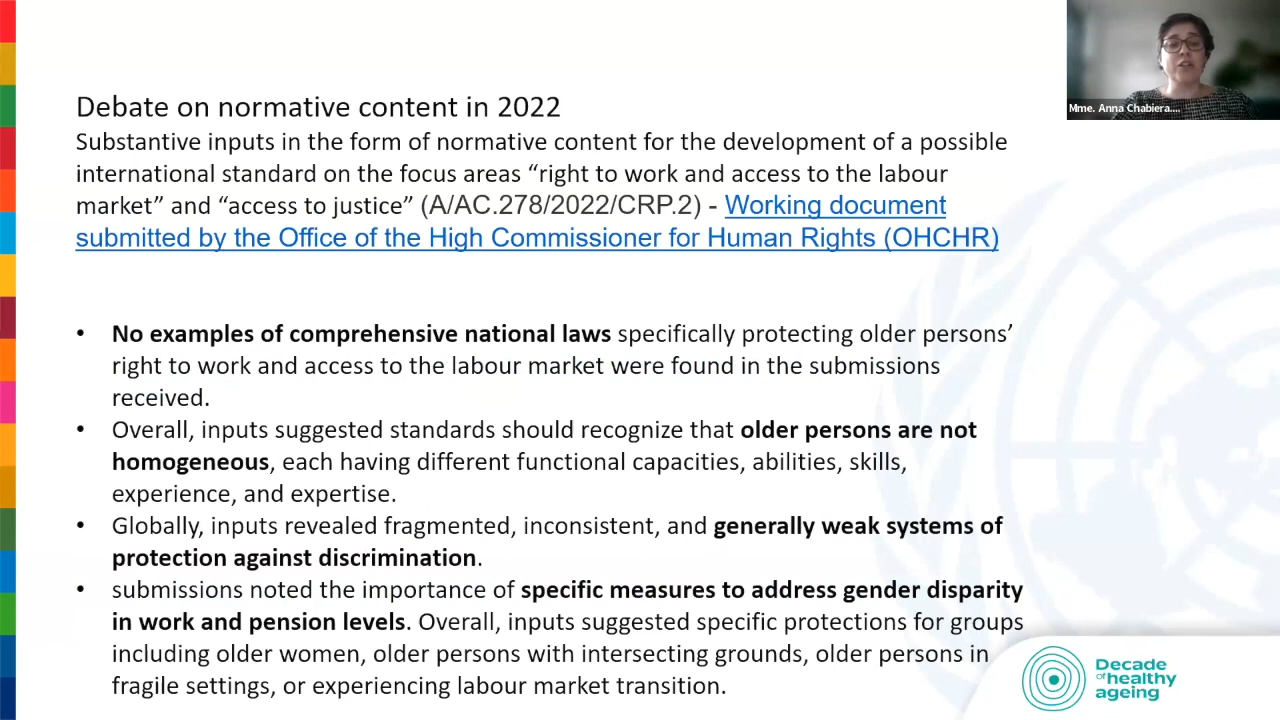 Mme. Anna Chabiera....
Debate on normative content in 2022
Substantive inputs in the form of normative content for the development of a possible
international standard on the focus areas “right to work and access to the labour
market” and “access to justice” (A/AC.278/2022/CRP.2) - Working document
submitted by the Office of the High Commissioner for Human Rights (OHCHR)
• No examples of comprehensive national laws specifically protecting older persons’
right to work and access to the labour market were found in the submissions
received.
• Overall, inputs suggested standards should recognize that older persons are not
homogeneous, each having different functional capacities, abilities, skills,
experience, and expertise.
• Globally, inputs revealed fragmented, inconsistent, and generally weak systems of
protection against discrimination.
• submissions noted the importance of specific measures to address gender disparity
in work and pension levels. Overall, inputs suggested specific protections for groups
including older women, older persons with intersecting grounds, older persons in
fragile settings, or experiencing labour market transition.
Decade
of healthy
ageing